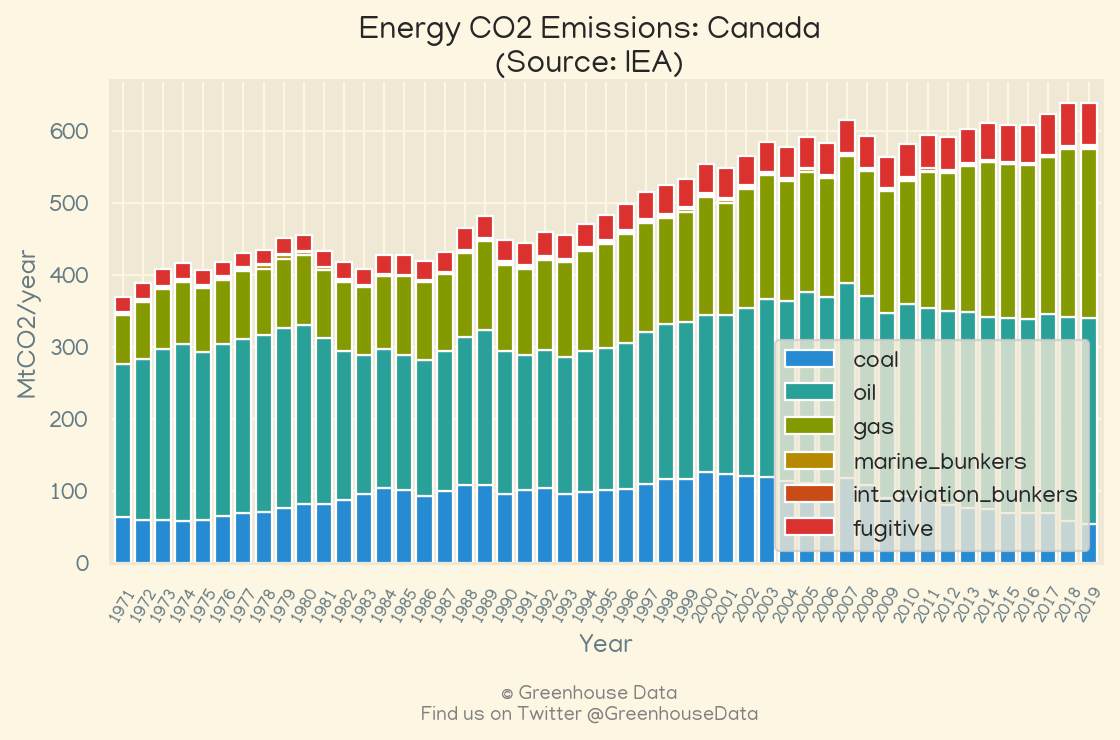 Energy CO2 Emissions: Canada
(Source: IEA)
MtCO2/year
600
500
400
300
200
100
0
coal
oil
gas
marine_bunkers
int_aviation_bunkers
fugitive
1971 1972 1973 1974 1975 1976 1977 1978 1979 1980 1981 1982 1983 1984 1985 1986 1987 1988 1989 1990 1991 1992 1993 1994 1995 1996 1997 1998 1999 2000 2001 2002 2003 2004 2005 2006 2007 2008 2009 2010 2011 2012 2013 2014 2015 2016 2017 2018 2019
Year
© Greenhouse Data
Find us on Twitter @GreenhouseData